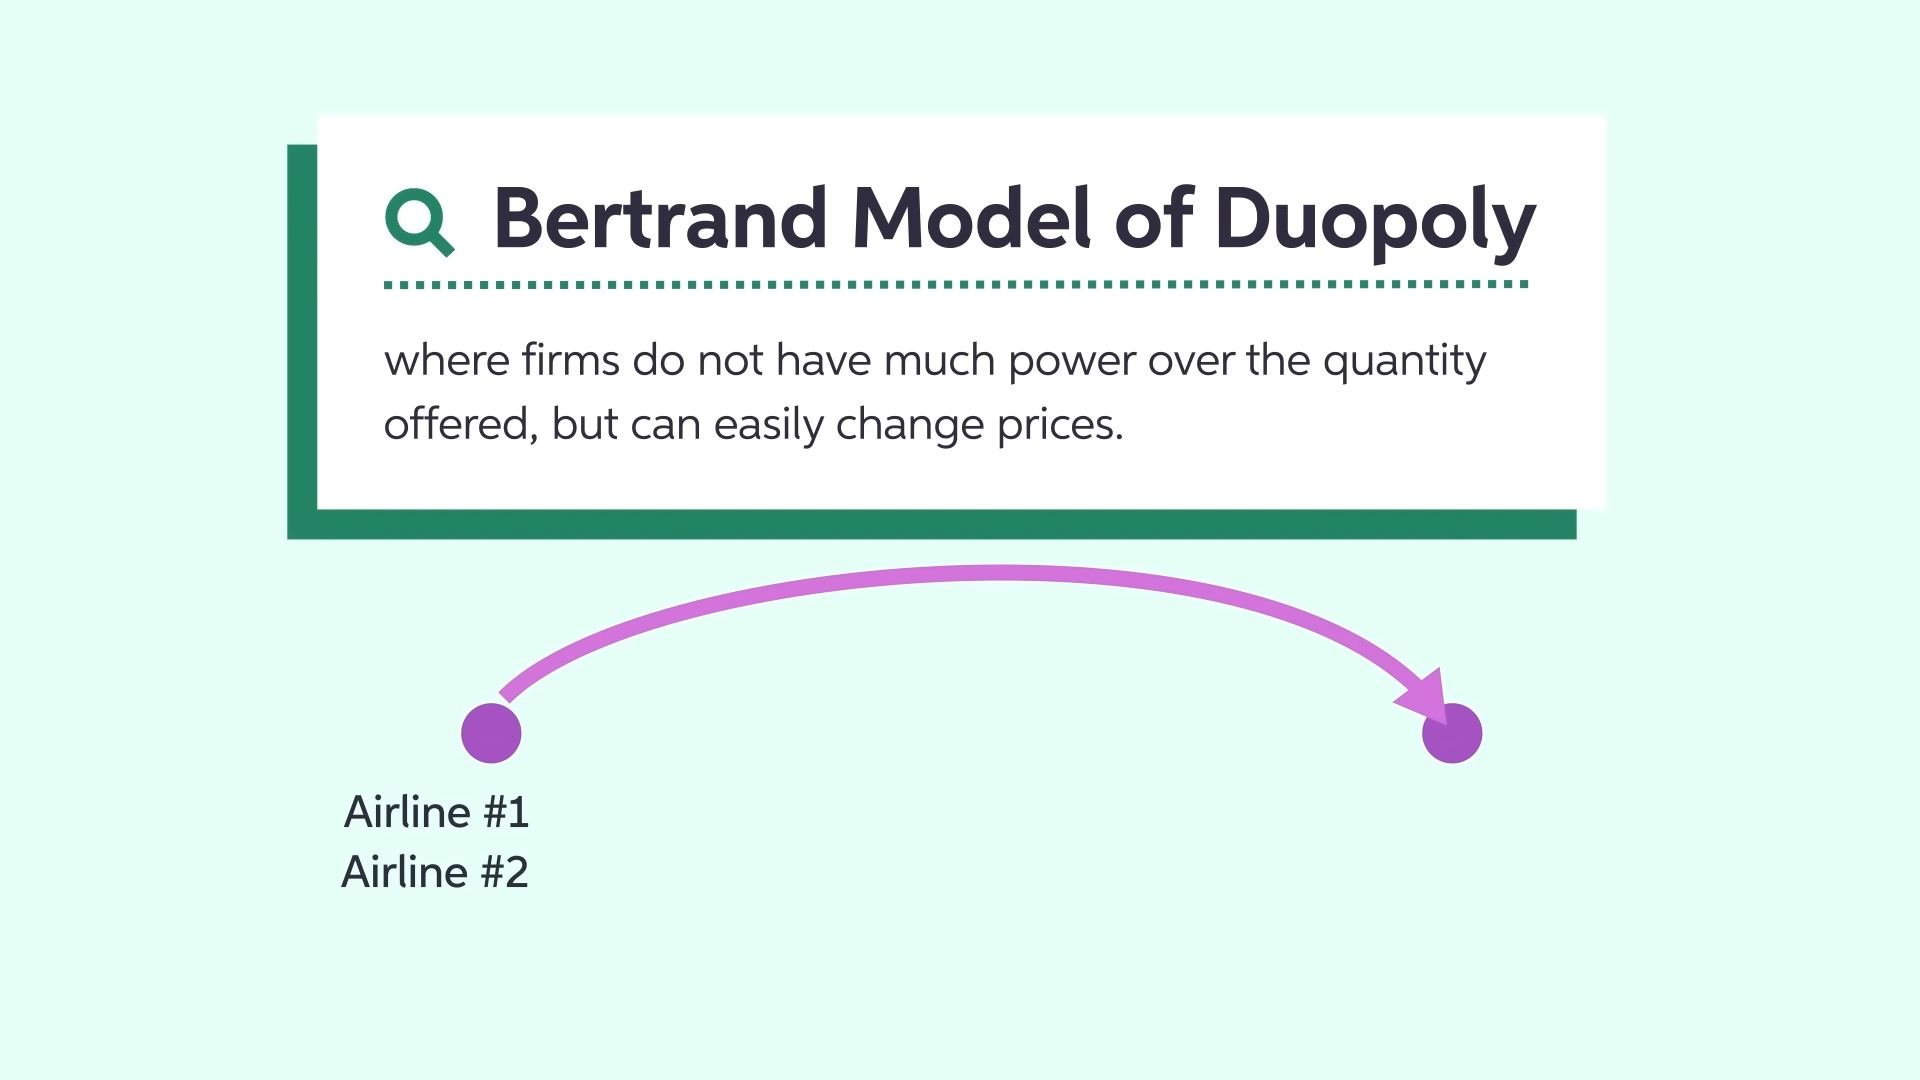 Bertrand Model of Duopoly
where firms do not have much power over the quantity
offered, but can easily change prices.
Airline #1
Airline #2